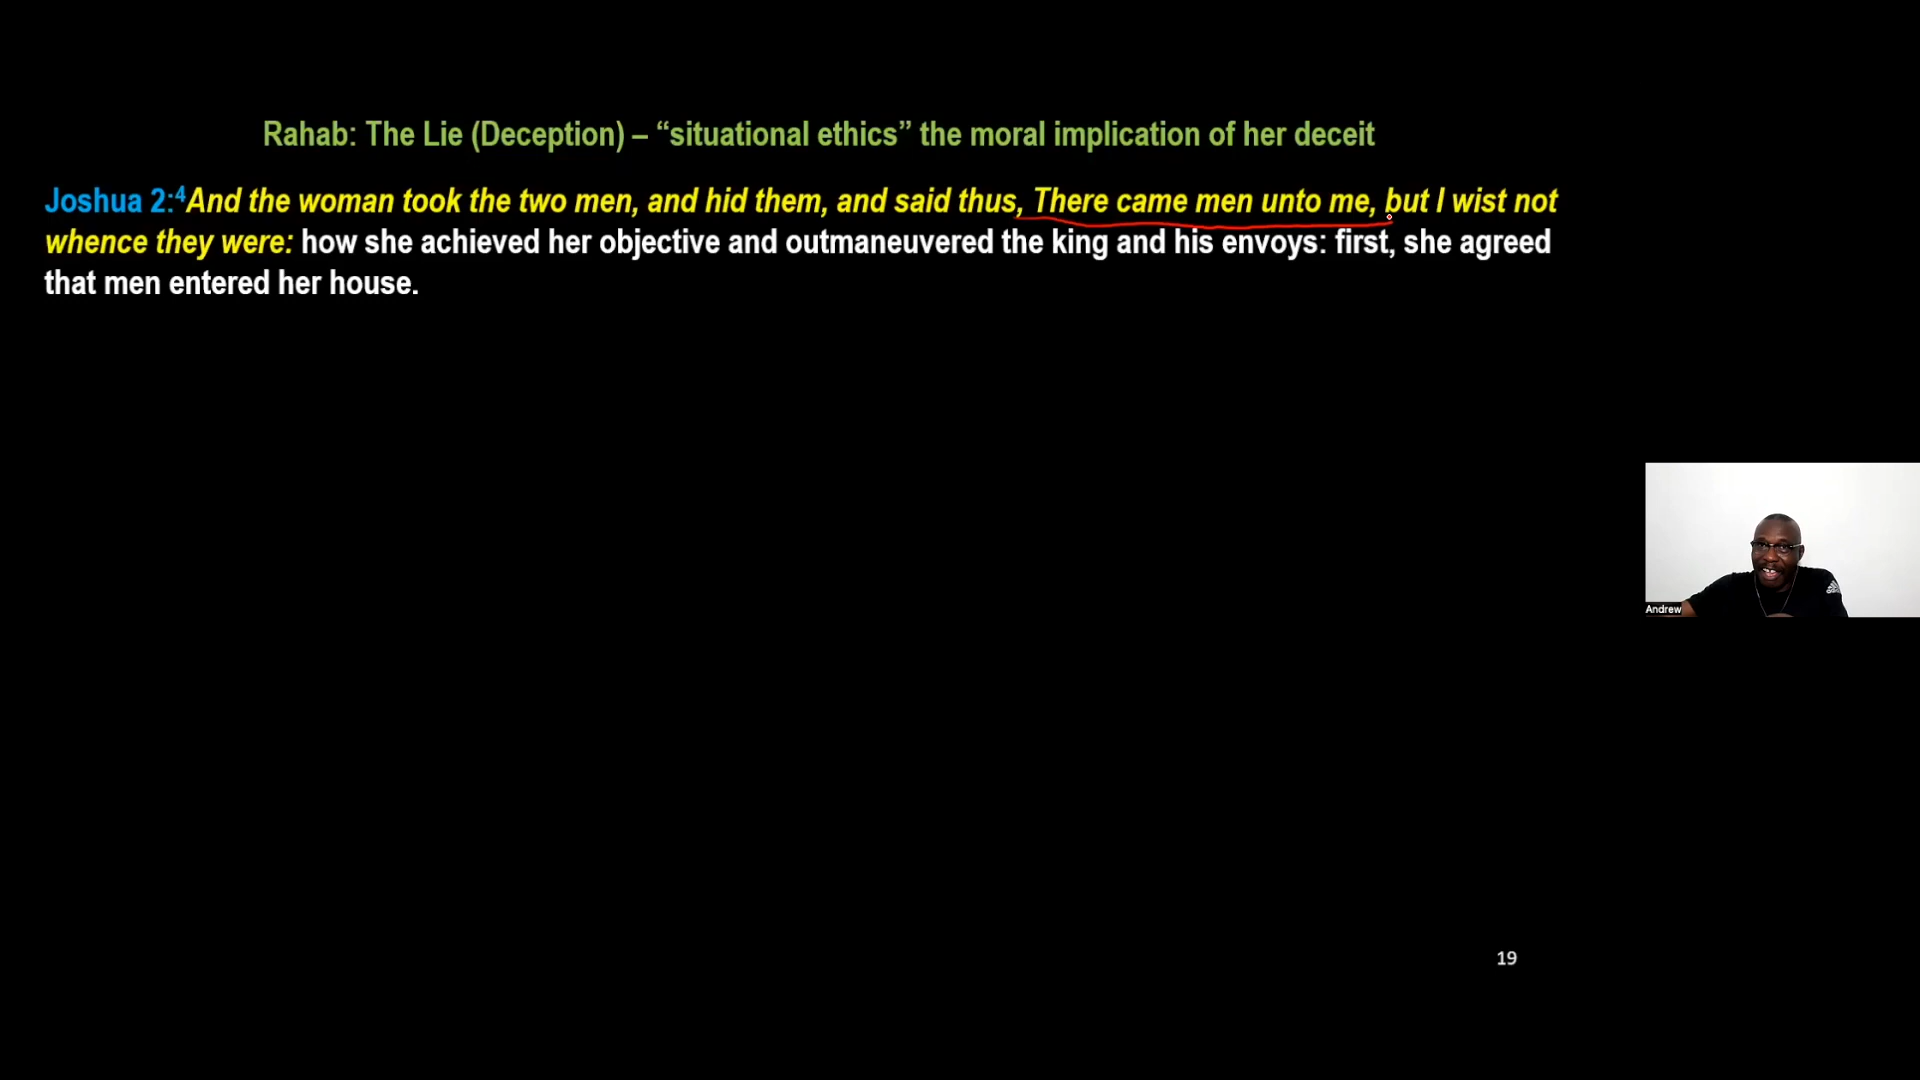 Rahab: The Lie (Deception) – “situational ethics” the moral implication of her deceit
Joshua 2:4And the woman took the two men, and hid them, and said thus, There came men unto me, but I wist not
whence they were: how she achieved her objective and outmaneuvered the king and his envoys: first, she agreed
that men entered her house.
Andrew
19